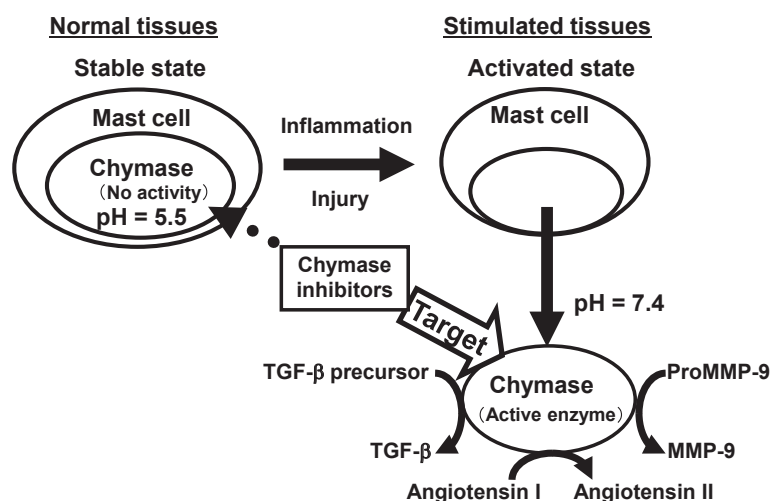 Normal tissues
Stable state
Mast cell
Chymase
(No activity)
pH = 5.5
Inflammation
Injury
Stimulated tissues
Activated state
Mast cell
Chymase
inhibitors
Target
pH = 7.4
TGF-β precursor
TGF-β
Chymase
(Active enzyme)
ProMMP-9
MMP-9
Angiotensin I
Angiotensin II